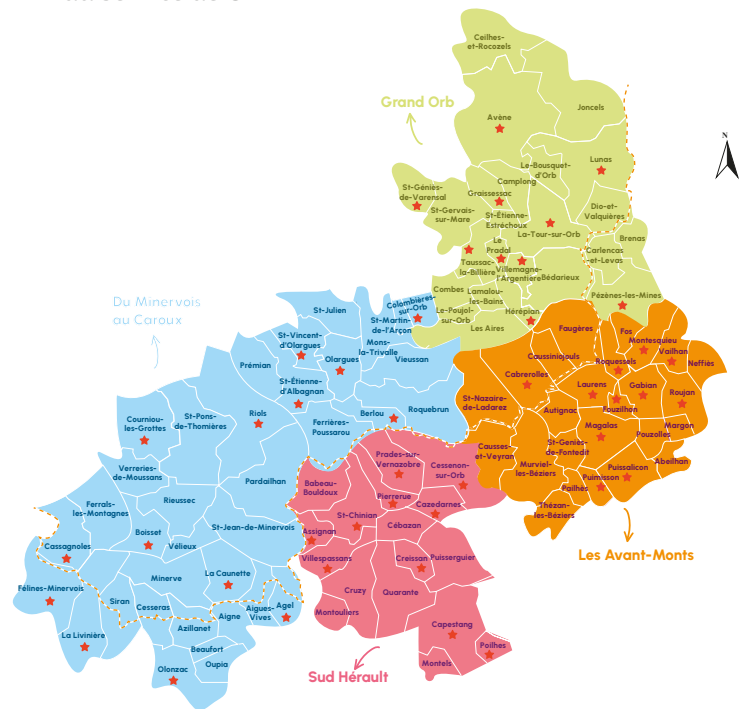 Ceilhes-
et-Rocozels
Grand Orb
Avène
Joncels
N
Le-Bousquet-
d'Orb
Lunas
Camplong
St-Géniès-
de-Varensal
Graissessac
St-Gervais-
sur-Mare
St-Étienne-
Estréchoux
Dio-et-
Valquières
La-Tour-sur-Orb
Le
Pradal
Brenas
Carlencas
et-Levas
Taussac-
la-Billière
Villemagne-
l'Argentière
Bédarieux
Combes
Lamalou-
les-Bains
Pézènes-les-Mines
Le-Poujol-
sur-Orb
Hérépian
Les Aires
Du Minervois
au Caroux
St-Julien
Colombières-
sur-Orb
St-Martin-
de-l'Arçon
Mons-
la-Trivalle
St-Vincent-
d'Olargues
Olargues
Vieussan
Prémian
St-Étienne-
d'Albagnan
Berlou
Roquebrun
Riols
St-Pons-
de-Thomières
Courniou-
les-Grottes
Ferrières-
Poussarou
Verreries-
de-Moussans
Pardailhan
Rieussec
Ferrals-
les-Montagnes
St-Jean-de-Minervois
Boisset
Vélieux
Cassagnoles
Minerve
La Caunette
Félines-Minervois
Siran
Cesseras
Aigne
Aigues-
Vives
Agel
Azillanet
La Livinière
Beaufort
Oupia
Olonzac
Faugères
Fos
Montesquieu
Vailhan
Neffiès
Caussiniojouls
Roquessels
Cabrerolles
Laurens
Gabian
Roujan
St-Nazaire-
de-Ladarez
Autignac
Fouzilhon
Magalas
Margon
Pouzolles
Causses-
et-Veyran
St-Geniès-
de-Fontedit
Murviel-
les-Béziers
Puissalicon
Abeilhan
Puimisson
Pailhès
Thézan-
les-Béziers
Les Avant-Monts
Prades-sur-
Vernazobre
Cessenon-
sur-Orb
Babeau-
Bouldoux
Pierrerue
Cazedarnes
St-Chinian
Cébazan
Assignan
Villespassans
Creissan
Puisserguier
Cruzy
Quarante
Montouliers
Capestang
Poilhes
Montels
Sud Hérault